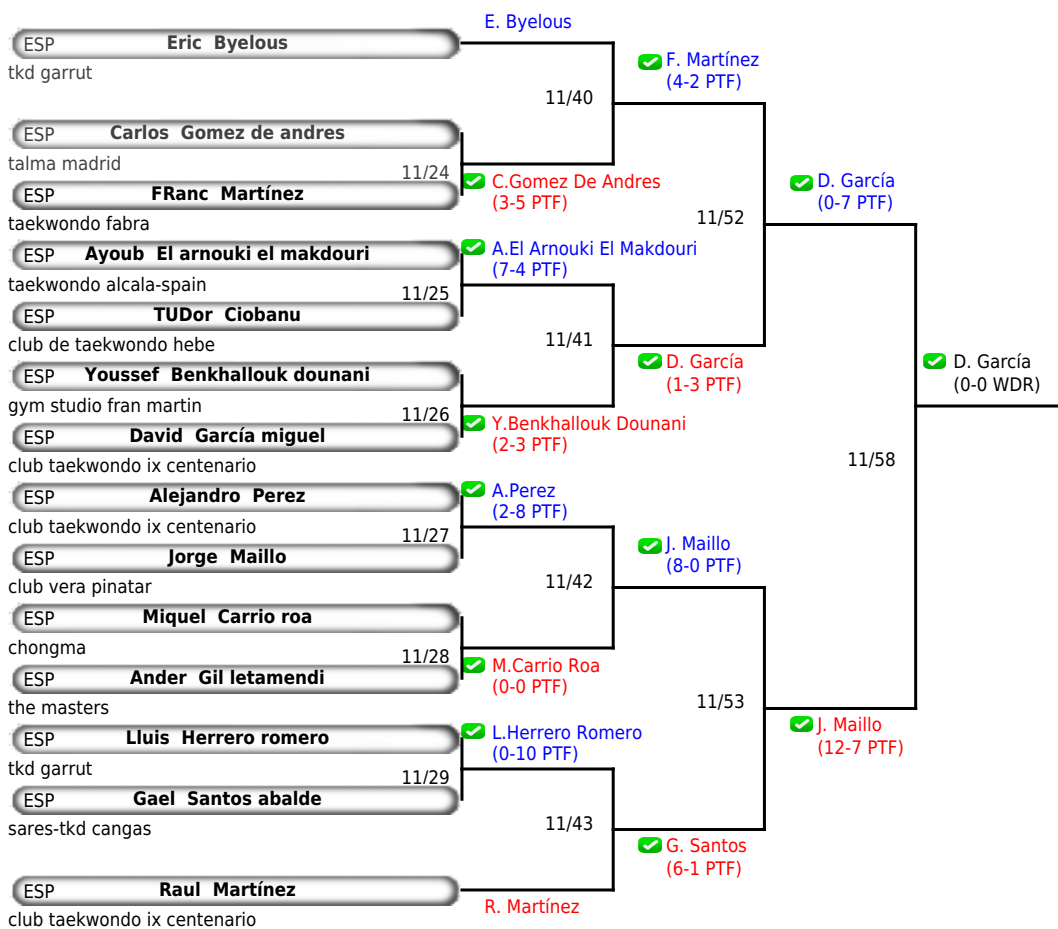 E. Byelous
ESP Eric Byelous
tkd garrut
F. Martínez
(4-2 PTF)
11/40
ESP Carlos Gomez de andres
talma madrid
11/24
C.Gomez De Andres
(3-5 PTF)
D. García
(0-7 PTF)
ESP FRanc Martínez
taekwondo fabra
11/52
ESP Ayoub El arnouki el makdouri
A.El Arnouki El Makdouri
(7-4 PTF)
taekwondo alcala-spain
11/25
ESP TUDor Ciobanu
club de taekwondo hebe
11/41
D. García
(1-3 PTF)
D. García
(0-0 WDR)
ESP Youssef Benkhallouk dounani
gym studio fran martin
11/26
Y.Benkhallouk Dounani
(2-3 PTF)
ESP David García miguel
club taekwondo ix centenario
11/58
ESP Alejandro Perez
A.Perez
(2-8 PTF)
club taekwondo ix centenario
11/27
ESP Jorge Maillo
club vera pinatar
J. Maillo
(8-0 PTF)
11/42
ESP Miquel Carrio roa
chongma
11/28
M.Carrio Roa
(0-0 PTF)
ESP Ander Gil letamendi
the masters
11/53
J. Maillo
(12-7 PTF)
ESP Lluis Herrero romero
L.Herrero Romero
(0-10 PTF)
tkd garrut
11/29
ESP Gael Santos abalde
sares-tkd cangas
11/43
G. Santos
(6-1 PTF)
ESP Raul Martínez
R. Martínez
club taekwondo ix centenario